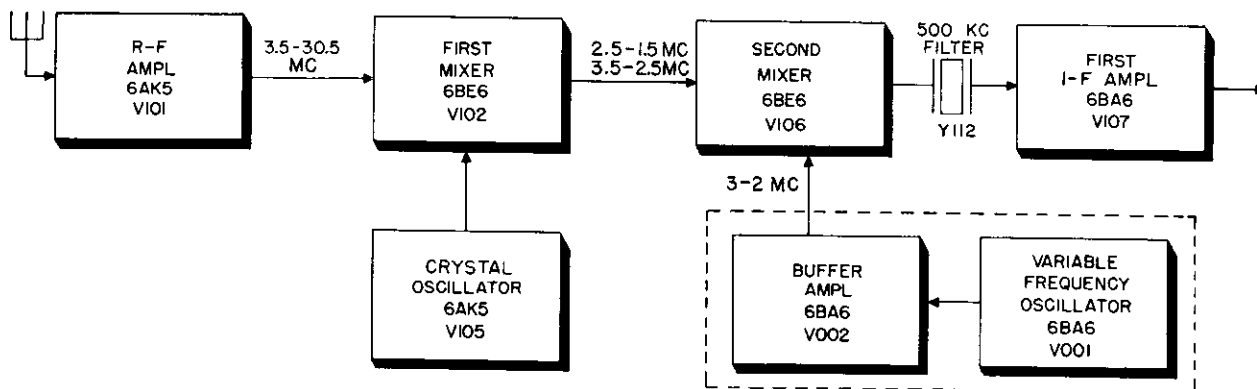 R-F
AMPL
6AK5
V101
3.5-30.5
MC
FIRST
MIXER
6BE6
V102
2.5-1.5 MC
3.5-2.5MC
SECOND
MIXER
6BE6
V106
500 KC
FILTER
Y112
FIRST
I-F AMPL
6BA6
V107
3-2 MC
CRYSTAL
OSCILLATOR
6AK5
V105
BUFFER
AMPL
6BA6
V002
VARIABLE
FREQUENCY
OSCILLATOR
6BA6
V001